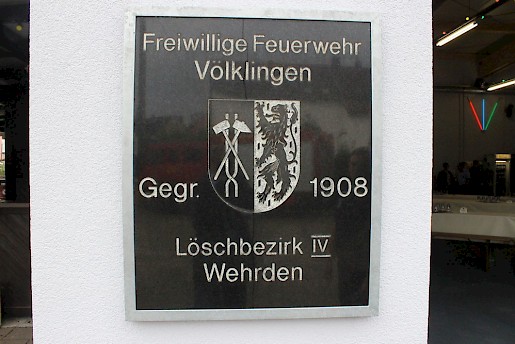 Freiwillige Feuerwehr
Völklingen
Gegr. 1908
Löschbezirk IV
Wehrden